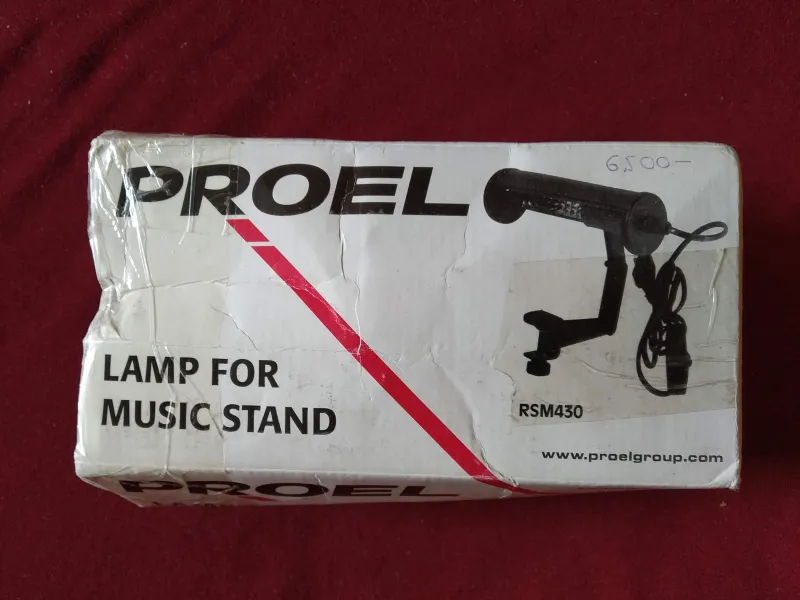 PROEL
6500-
LAMP FOR
MUSIC STAND
RSM430
www.proelgroup.com
PROEL